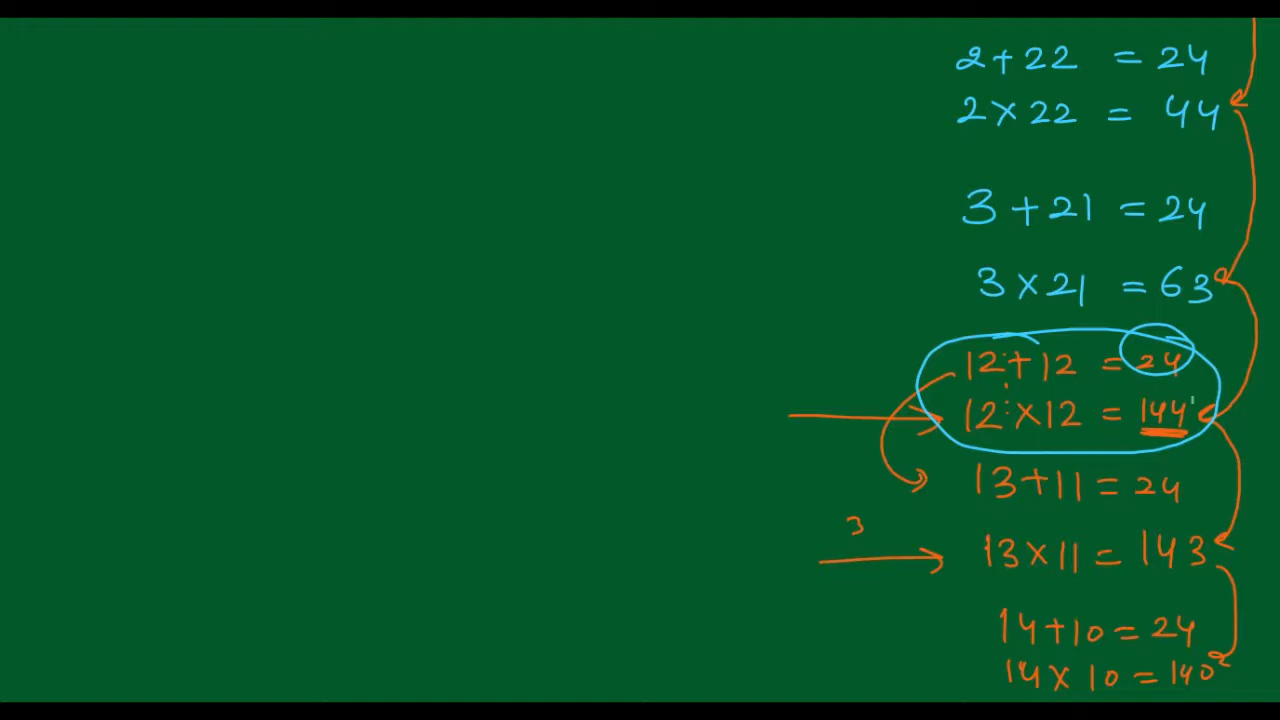 2+22 = 24
2×22 = 44
3+21 = 24
3×21 = 63
12+12 = 24
12×12 = 144
13+11 = 24
3
13×11 = 143
14+10 = 24
14×10 = 140